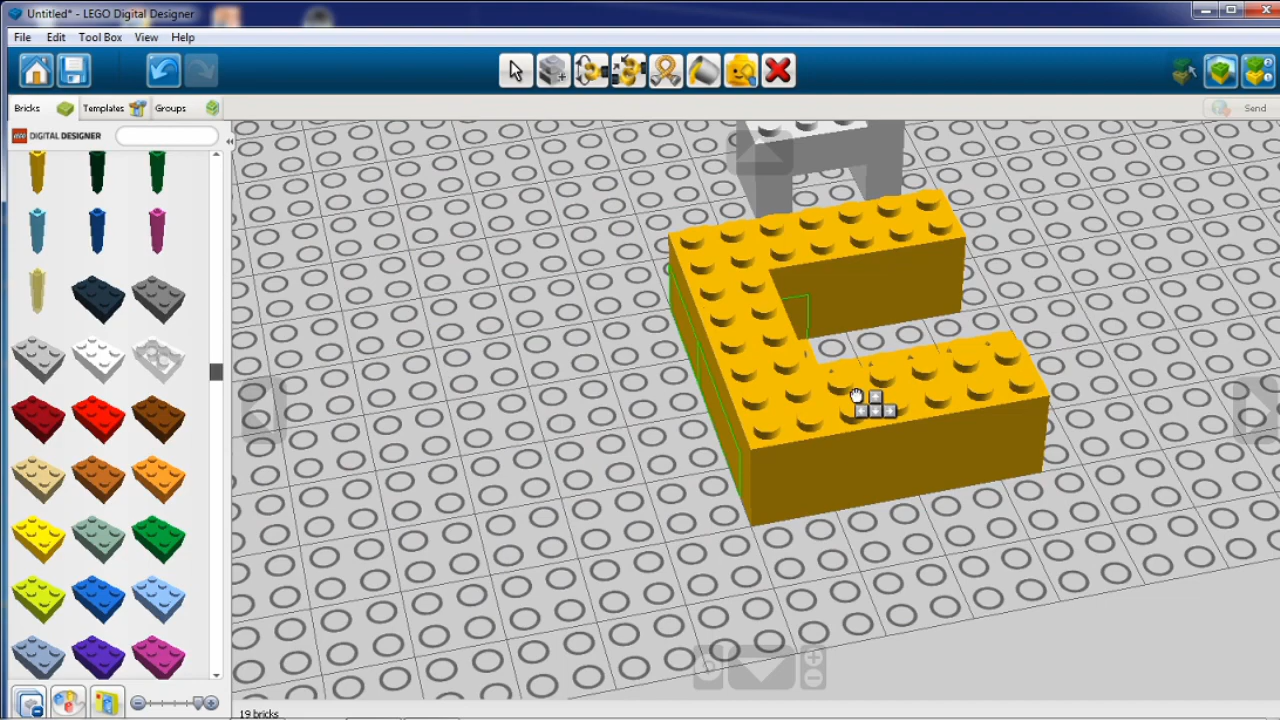 Untitled* - LEGO Digital Designer
File Edit Tool Box View Help
Bricks Templates Groups Send
DIGITAL DESIGNER
19 bricks